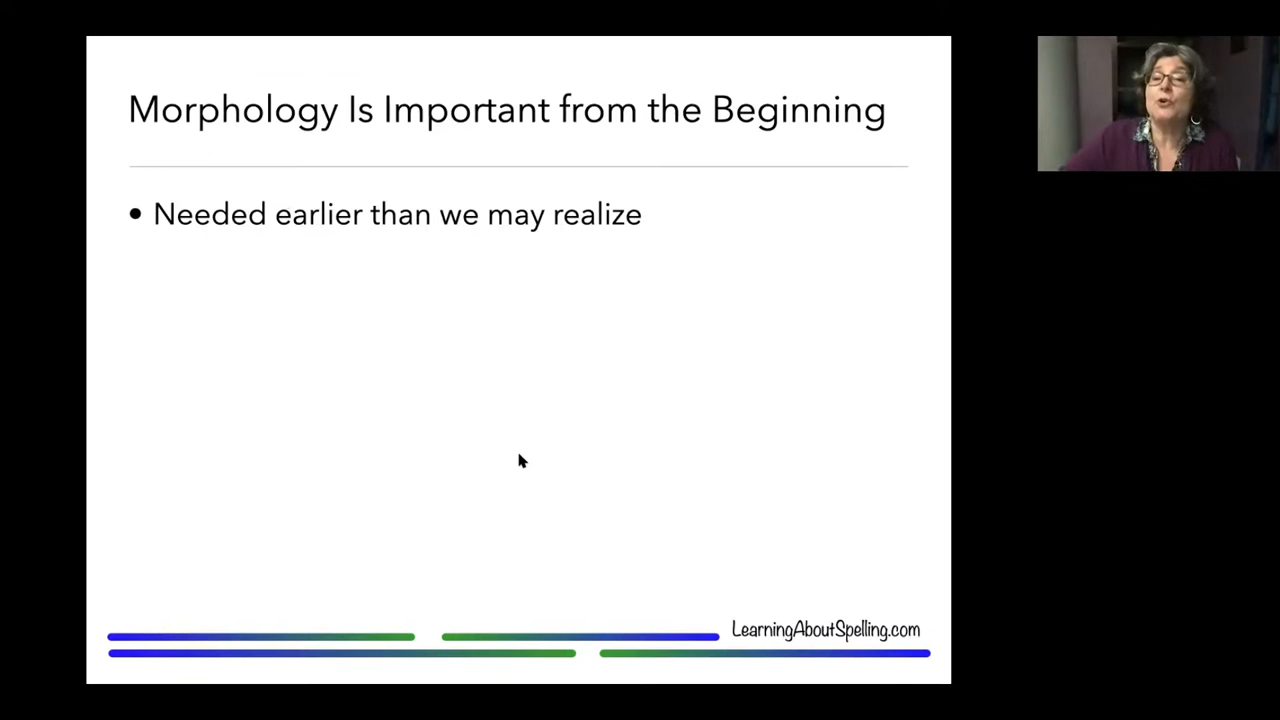 Morphology Is Important from the Beginning
• Needed earlier than we may realize
LearningAboutSpelling.com